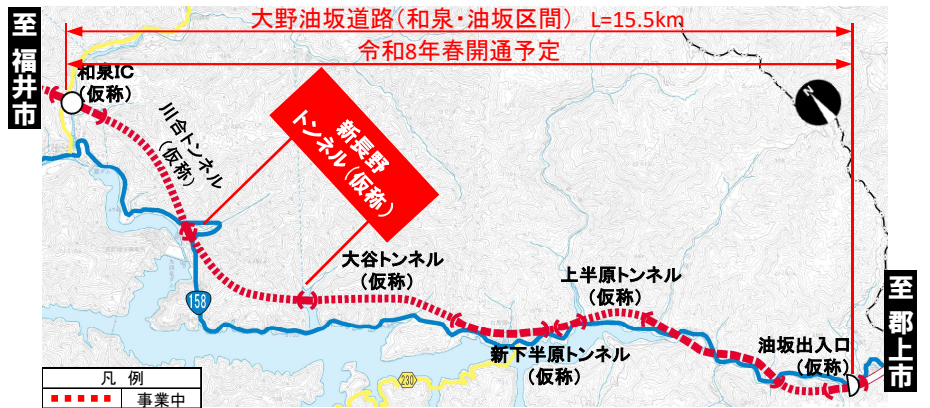 大野油坂道路(和泉・油坂区間) L=15.5km
令和8年春開通予定
至 福井市
和泉IC
(仮称)
川合トンネル
(仮称)
新長野
トンネル(仮称)
N
大谷トンネル
(仮称)
上半原トンネル
(仮称)
158
新下半原トンネル
(仮称)
油坂出入口
(仮称)
至 郡上市
230
凡 例
事業中